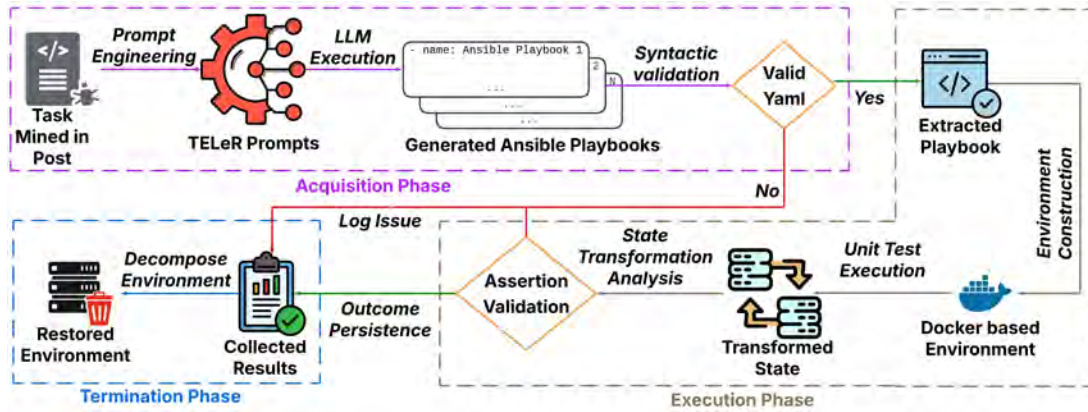 Prompt
Engineering
LLM
Execution
- name: Ansible Playbook 1
...
2
...
N
...
Syntactic
validation
Valid
Yaml
Yes
Task
Mined in
Post
TELeR Prompts
Generated Ansible Playbooks
Extracted
Playbook
Acquisition Phase
No
Log Issue
Environment
Construction
Decompose
Environment
Outcome
Persistence
Assertion
Validation
State
Transformation
Analysis
Unit Test
Execution
Restored
Environment
Collected
Results
Transformed
State
Docker based
Environment
Termination Phase
Execution Phase